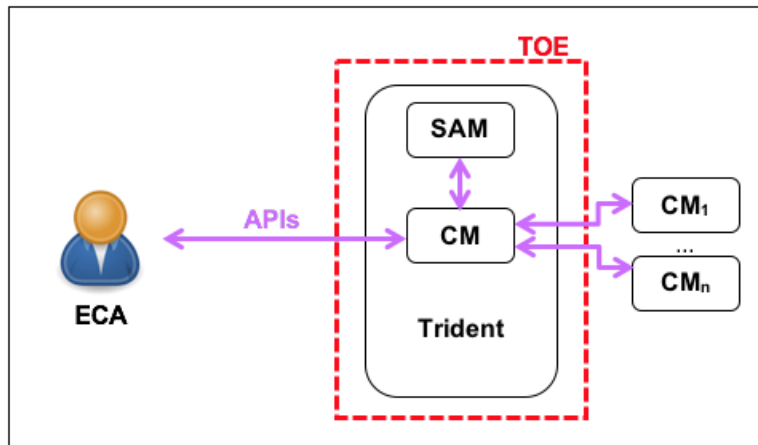 TOE
SAM
APIs
CM
CM₁
...
CMₙ
ECA
Trident